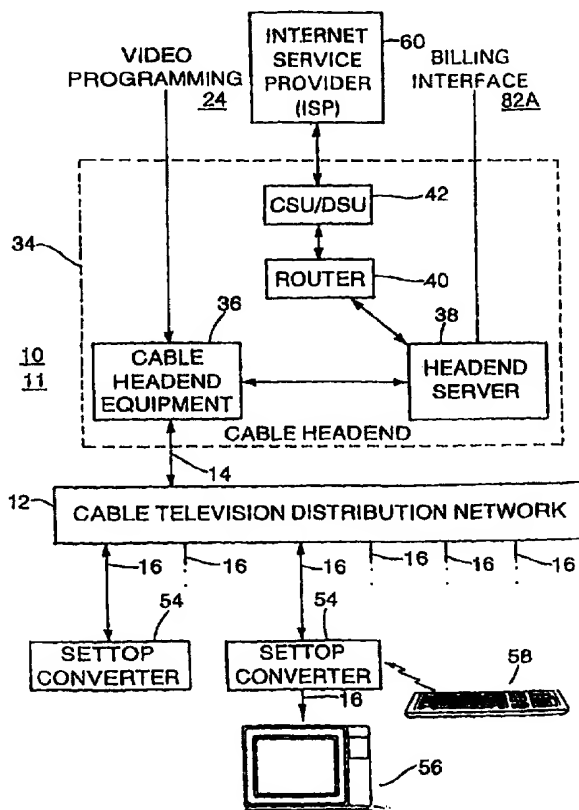 INTERNET
SERVICE
PROVIDER
(ISP)
60
VIDEO
PROGRAMMING
24
BILLING
INTERFACE
82A
CSU/DSU
42
34
ROUTER
40
36
38
CABLE
HEADEND
EQUIPMENT
HEADEND
SERVER
10
11
CABLE HEADEND
14
12
CABLE TELEVISION DISTRIBUTION NETWORK
16
16
16
16
16
16
54
54
SETTOP
CONVERTER
SETTOP
CONVERTER
58
16
56